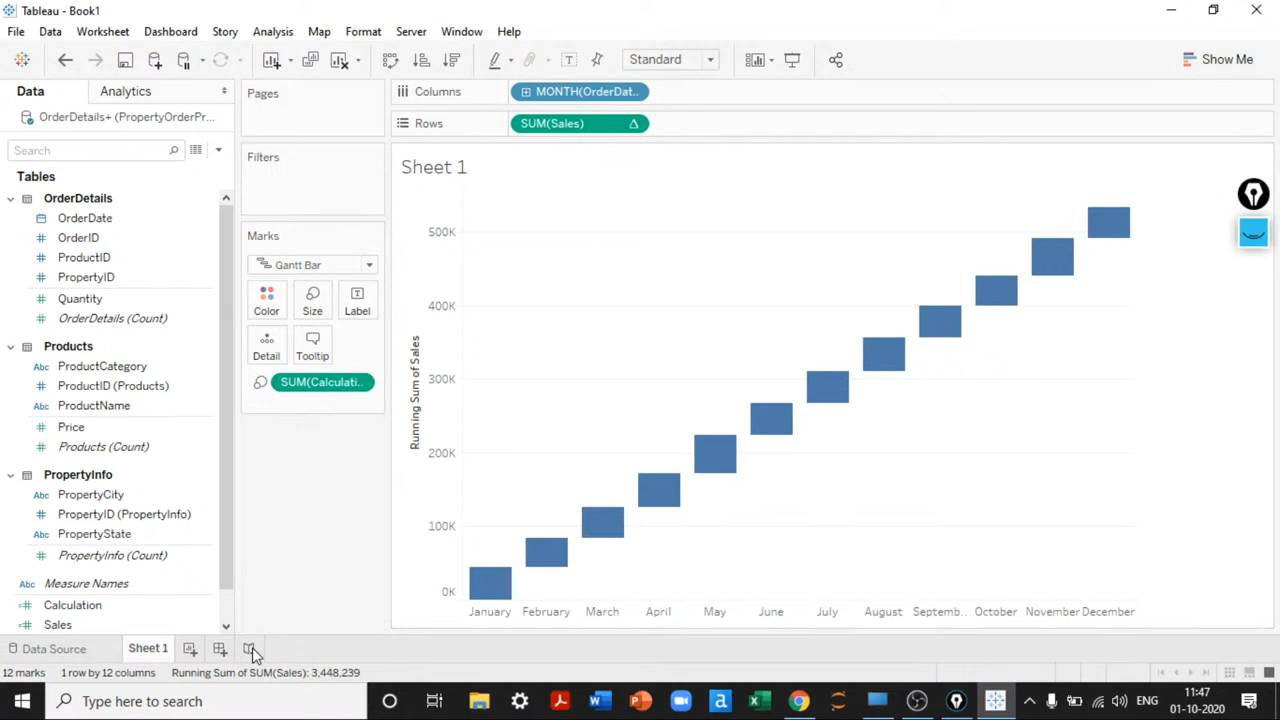 Tableau - Book1
File Data Worksheet Dashboard Story Analysis Map Format Server Window Help
Standard
Show Me
Data Analytics
OrderDetails+ (PropertyOrderPr...
Search
Tables
OrderDetails
OrderDate
OrderID
ProductID
PropertyID
Quantity
OrderDetails (Count)
Products
Abc ProductCategory
ProductID (Products)
Abc ProductName
Price
Products (Count)
PropertyInfo
Abc PropertyCity
PropertyID (PropertyInfo)
Abc PropertyState
PropertyInfo (Count)
Abc Measure Names
Calculation
Sales
Pages
Filters
Marks
Gantt Bar
Color Size Label
Detail Tooltip
SUM(Calculati..
Columns MONTH(OrderDat..
Rows SUM(Sales)
Sheet 1
Running Sum of Sales
500K
400K
300K
200K
100K
0K
January February March April May June July August Septemb.. October November December
Data Source Sheet 1
12 marks 1 row by 12 columns Running Sum of SUM(Sales): 3,448,239
Type here to search
ENG
11:47
01-10-2020